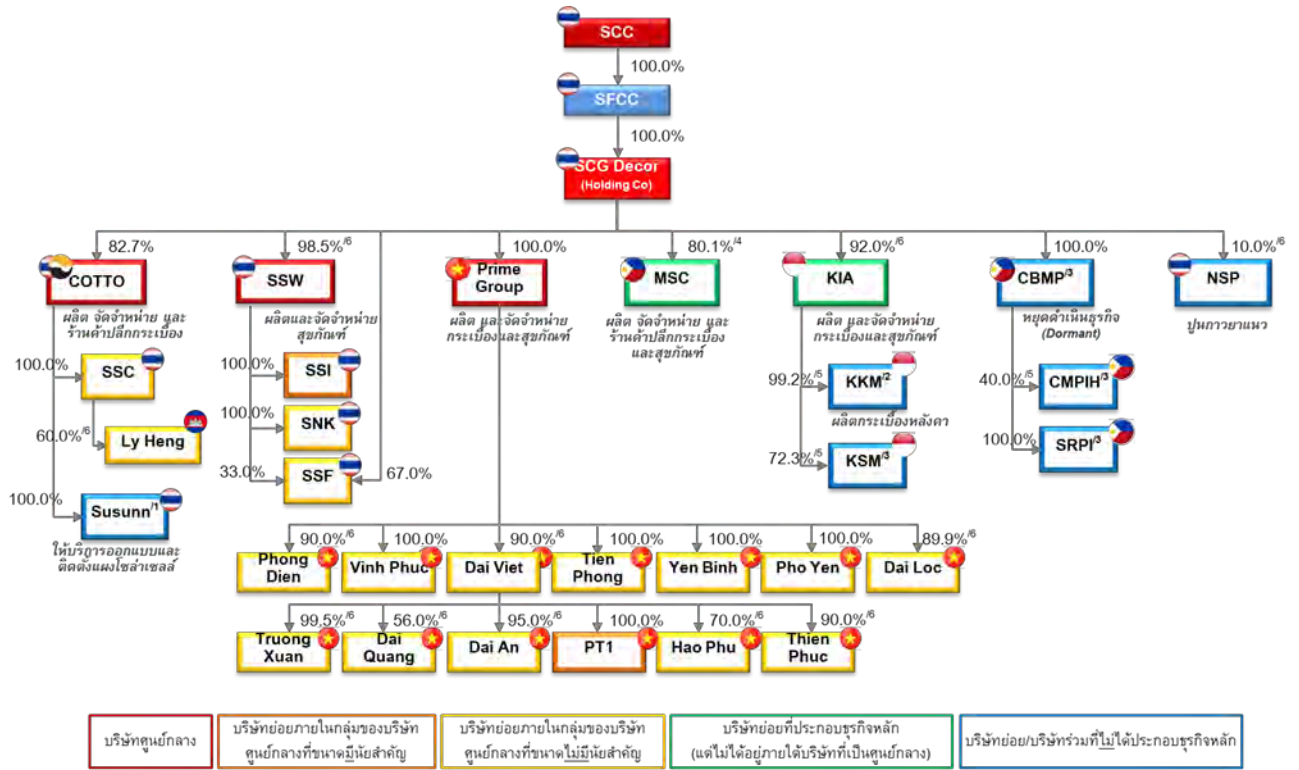 SCC
100.0%
SFCC
100.0%
SCG Decor
(Holding Co)
82.7%
98.5%/6
100.0%
80.1%/4
92.0%/6
100.0%
10.0%/6
COTTO
SSW
Prime
Group
MSC
KIA
CBMP/3
NSP
ผลิต จัดจำหน่าย และ
ร้านค้าปลีกกระเบื้อง
ผลิตและจัดจำหน่าย
สุขภัณฑ์
ผลิต และจัดจำหน่าย
กระเบื้องและสุขภัณฑ์
ผลิต จัดจำหน่าย และ
ร้านค้าปลีกกระเบื้อง
และสุขภัณฑ์
ผลิต และจัดจำหน่าย
กระเบื้องและสุขภัณฑ์
หยุดดำเนินธุรกิจ
(Dormant)
ปูนกาวยาแนว
100.0%
SSC
60.0%/6
Ly Heng
100.0%
Susunn/1
ให้บริการออกแบบและ
ติดตั้งแผงโซล่าเซลล์
100.0%
SSI
100.0%
SNK
33.0%
SSF
67.0%
99.2%/5
KKM/2
ผลิตกระเบื้องหลังคา
72.3%/5
KSM/3
40.0%/5
CMPIH/3
100.0%
SRPI/3
90.0%/6
100.0%
90.0%/6
100.0%
100.0%
100.0%
89.9%/6
Phong
Dien
Vinh Phuc
Dai Viet
Tien
Phong
Yen Binh
Pho Yen
Dai Loc
99.5%/6
56.0%/6
95.0%/6
100.0%
70.0%/6
90.0%/6
Truong
Xuan
Dai
Quang
Dai An
PT1
Hao Phu
Thien
Phuc
บริษัทศูนย์กลาง
บริษัทย่อยภายในกลุ่มของบริษัท
ศูนย์กลางที่ขนาดมีนัยสำคัญ
บริษัทย่อยภายในกลุ่มของบริษัท
ศูนย์กลางที่ขนาดไม่มีนัยสำคัญ
บริษัทย่อยที่ประกอบธุรกิจหลัก
(แต่ไม่ได้อยู่ภายใต้บริษัทที่เป็นศูนย์กลาง)
บริษัทย่อย/บริษัทร่วมที่ไม่ได้ประกอบธุรกิจหลัก